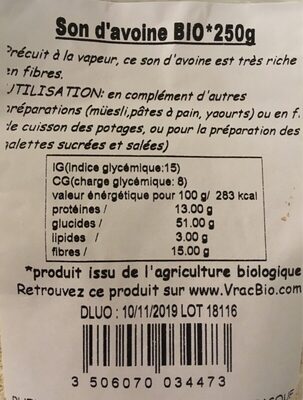 Son d'avoine BIO*250g
Précuit à la vapeur, ce son d'avoine est très riche
en fibres.
UTILISATION: en complément d'autres
préparations (müesli,pâtes à pain, yaourts) ou en f.
de cuisson des potages, ou pour la préparation des
galettes sucrées et salées)
IG(indice glycémique:15)
CG(charge glycémique: 8)
valeur énérgétique pour 100g/ 283 kcal
protéines / 13.00 g
glucides / 51.00 g
lipides / 3.00 g
fibres / 15.00 g
*produit issu de l'agriculture biologique
Retrouvez ce produit sur www.VracBio.com
DLUO : 10/11/2019 LOT 18116
3 506070 034473